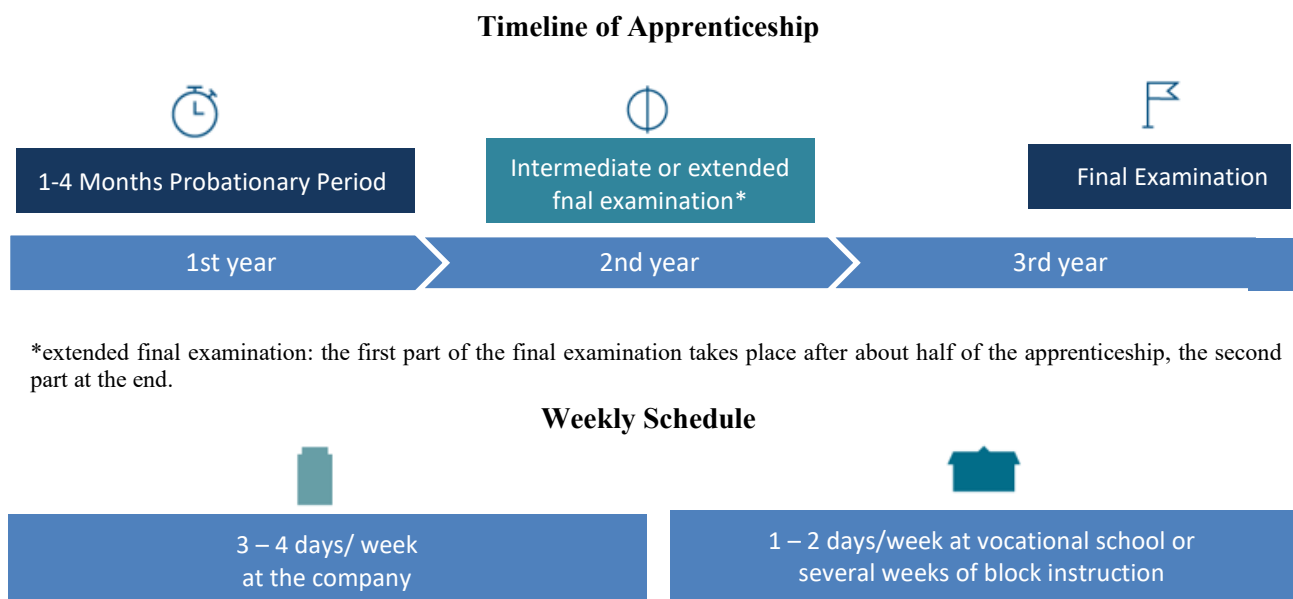 Timeline of Apprenticeship
1-4 Months Probationary Period
Intermediate or extended
fnal examination*
Final Examination
1st year
2nd year
3rd year
*extended final examination: the first part of the final examination takes place after about half of the apprenticeship, the second
part at the end.
Weekly Schedule
3 – 4 days/ week
at the company
1 – 2 days/week at vocational school or
several weeks of block instruction